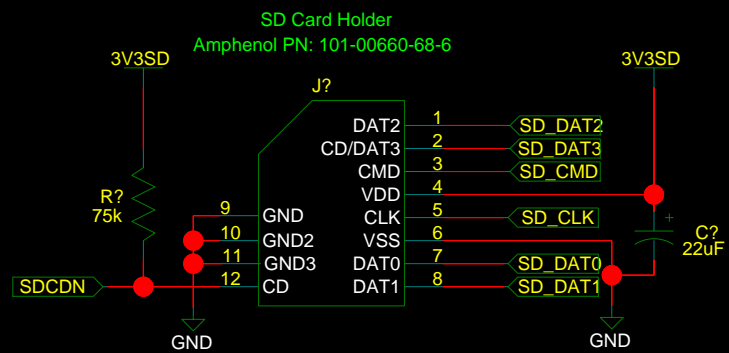 SD Card Holder
Amphenol PN: 101-00660-68-6
3V3SD
3V3SD
J?
DAT2 1 SD_DAT2
CD/DAT3 2 SD_DAT3
CMD 3 SD_CMD
VDD 4
R?
75k
9 GND
CLK 5 SD_CLK
10 GND2
VSS 6
+
C?
22uF
11 GND3
DAT0 7 SD_DAT0
SDCDN
12 CD
DAT1 8 SD_DAT1
GND
GND